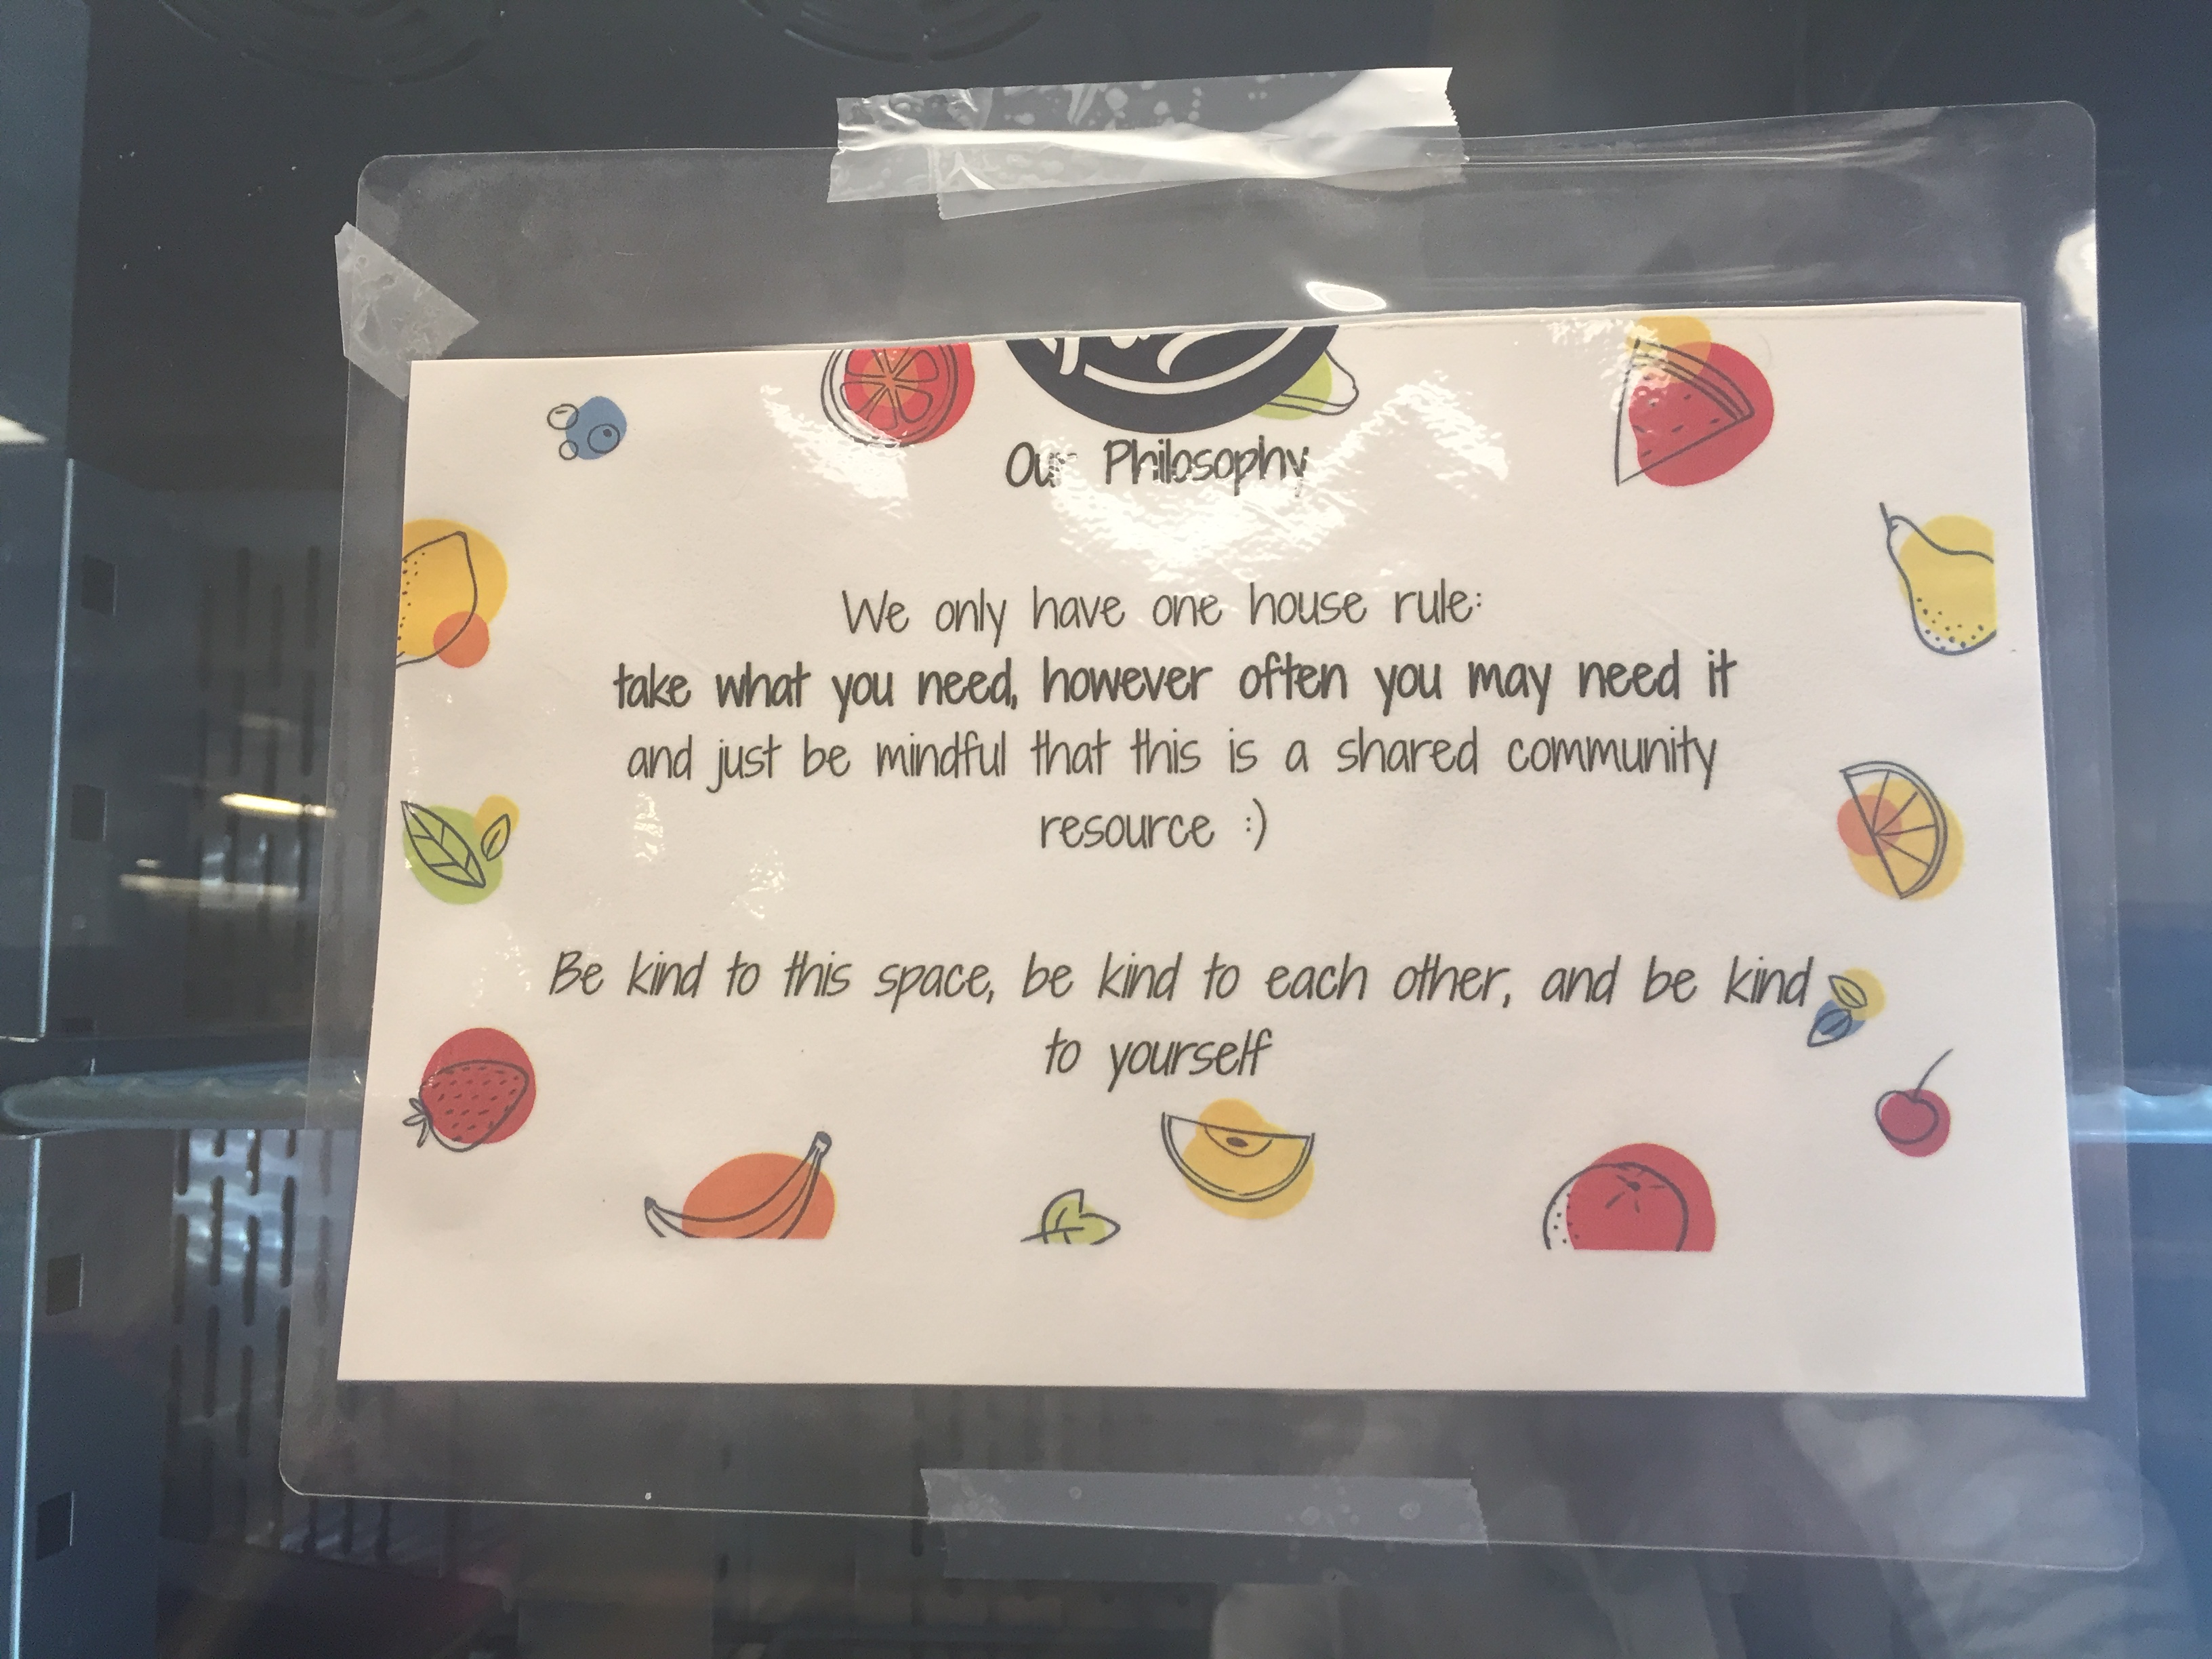 Our Philosophy
We only have one house rule:
take what you need, however often you may need it
and just be mindful that this is a shared community
resource :)
Be kind to this space, be kind to each other, and be kind
to yourself